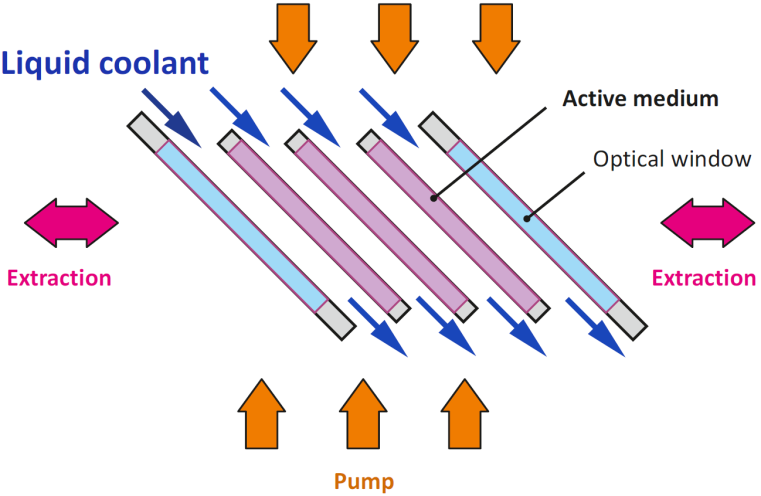 Liquid coolant
Active medium
Optical window
Extraction
Extraction
Pump